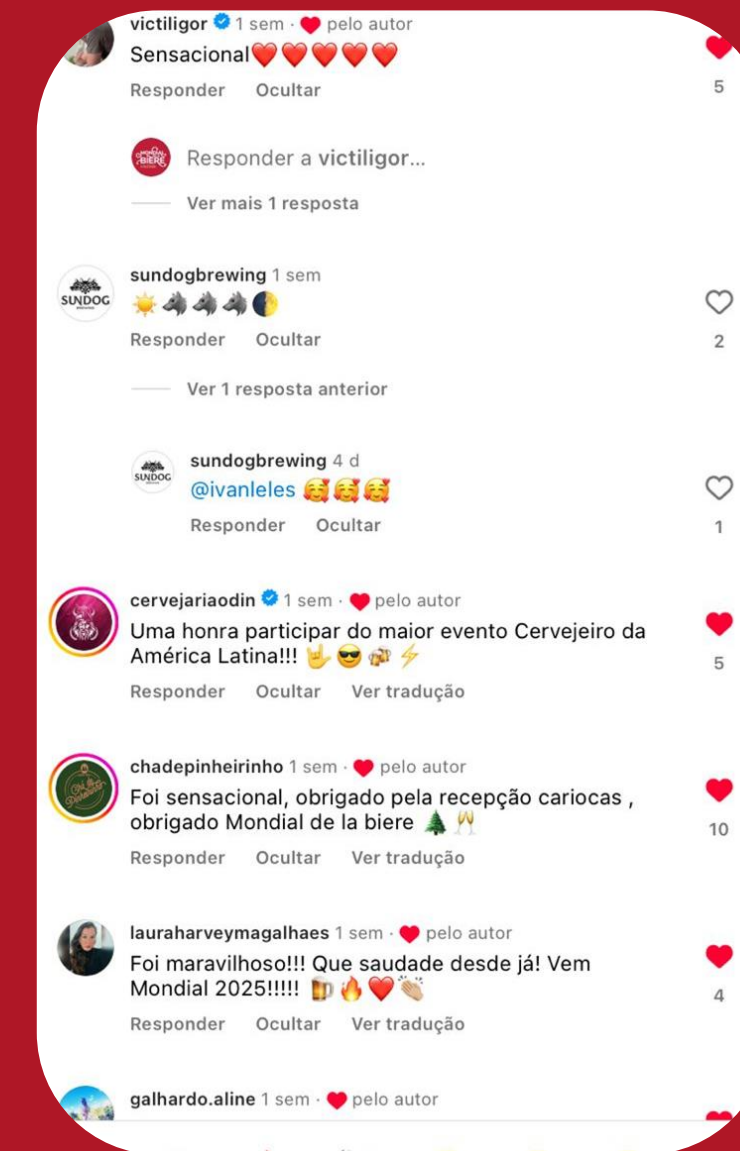 victiligor 1 sem · ❤️ pelo autor
Sensacional❤️❤️❤️❤️❤️
5
Responder Ocultar
MONDIAL BIÈRE
Responder a victiligor...
Ver mais 1 resposta
SUNDOG
sundogbrewing 1 sem
☀️🐺🐺🐺🌗
2
Responder Ocultar
Ver 1 resposta anterior
SUNDOG
sundogbrewing 4 d
@ivanleles 🥰🥰🥰
1
Responder Ocultar
cervejariaodin 1 sem · ❤️ pelo autor
Uma honra participar do maior evento Cervejeiro da
América Latina!!! 🤟😎🍻⚡
5
Responder Ocultar Ver tradução
chadepinheirinho 1 sem · ❤️ pelo autor
Foi sensacional, obrigado pela recepção cariocas ,
obrigado Mondial de la biere 🌲🥂
10
Responder Ocultar Ver tradução
lauraharveymagalhaes 1 sem · ❤️ pelo autor
Foi maravilhoso!!! Que saudade desde já! Vem
Mondial 2025!!!!! 🍺🔥❤️👏🏼
4
Responder Ocultar Ver tradução
galhardo.aline 1 sem · ❤️ pelo autor